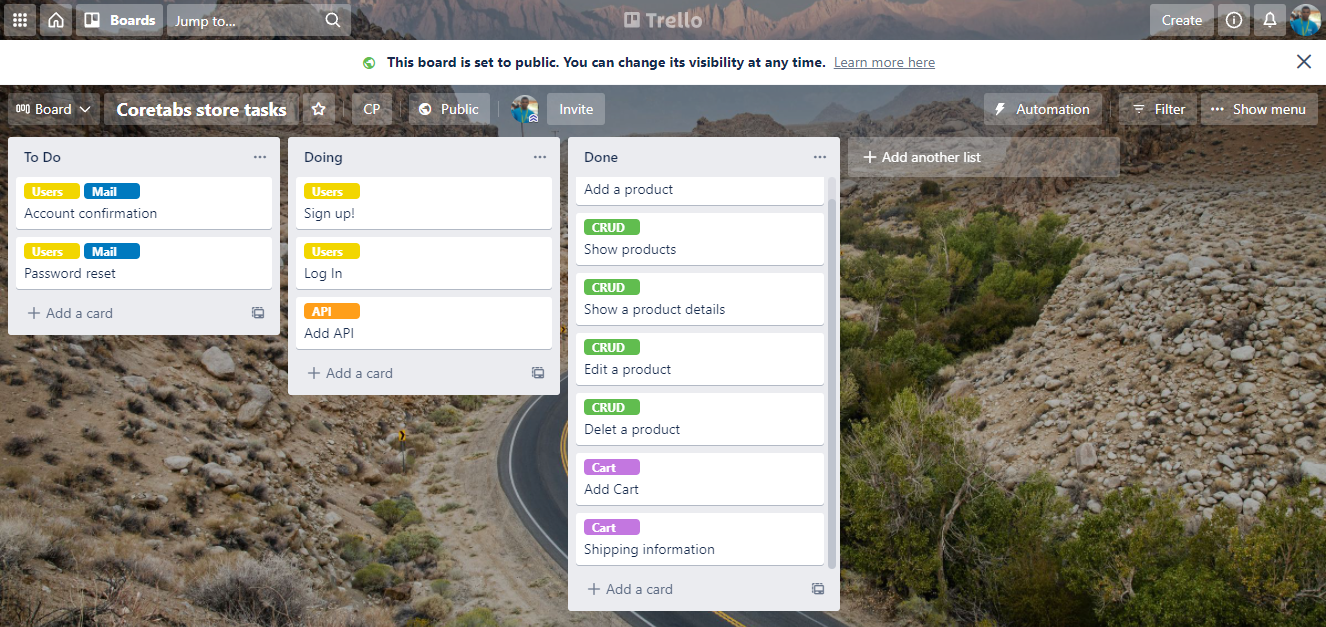 Boards
Jump to...
Trello
Create
This board is set to public. You can change its visibility at any time. Learn more here
Board
Coretabs store tasks
CP
Public
Invite
Automation
Filter
Show menu
To Do
Users Mail
Account confirmation
Users Mail
Password reset
Add a card
Doing
Users
Sign up!
Users
Log In
API
Add API
Add a card
Done
Add a product
CRUD
Show products
CRUD
Show a product details
CRUD
Edit a product
CRUD
Delet a product
Cart
Add Cart
Cart
Shipping information
Add a card
Add another list